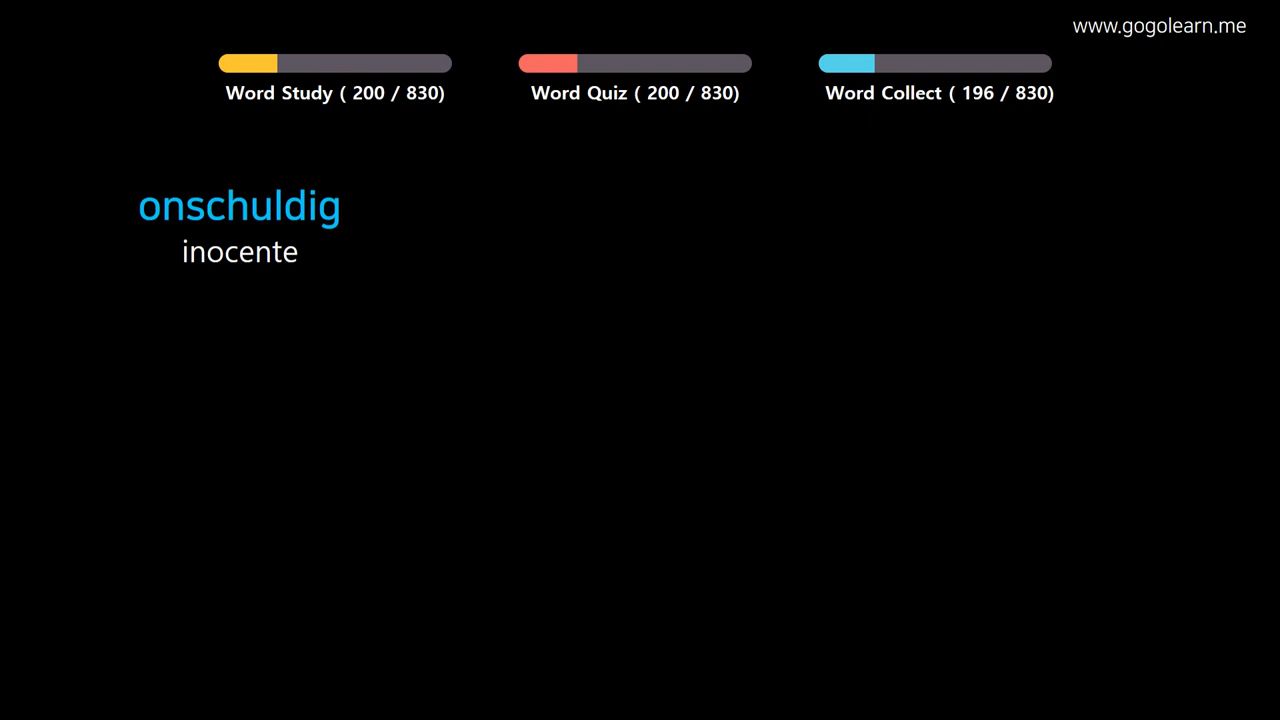 www.gogolearn.me
Word Study ( 200 / 830)
Word Quiz ( 200 / 830)
Word Collect ( 196 / 830)
onschuldig
inocente